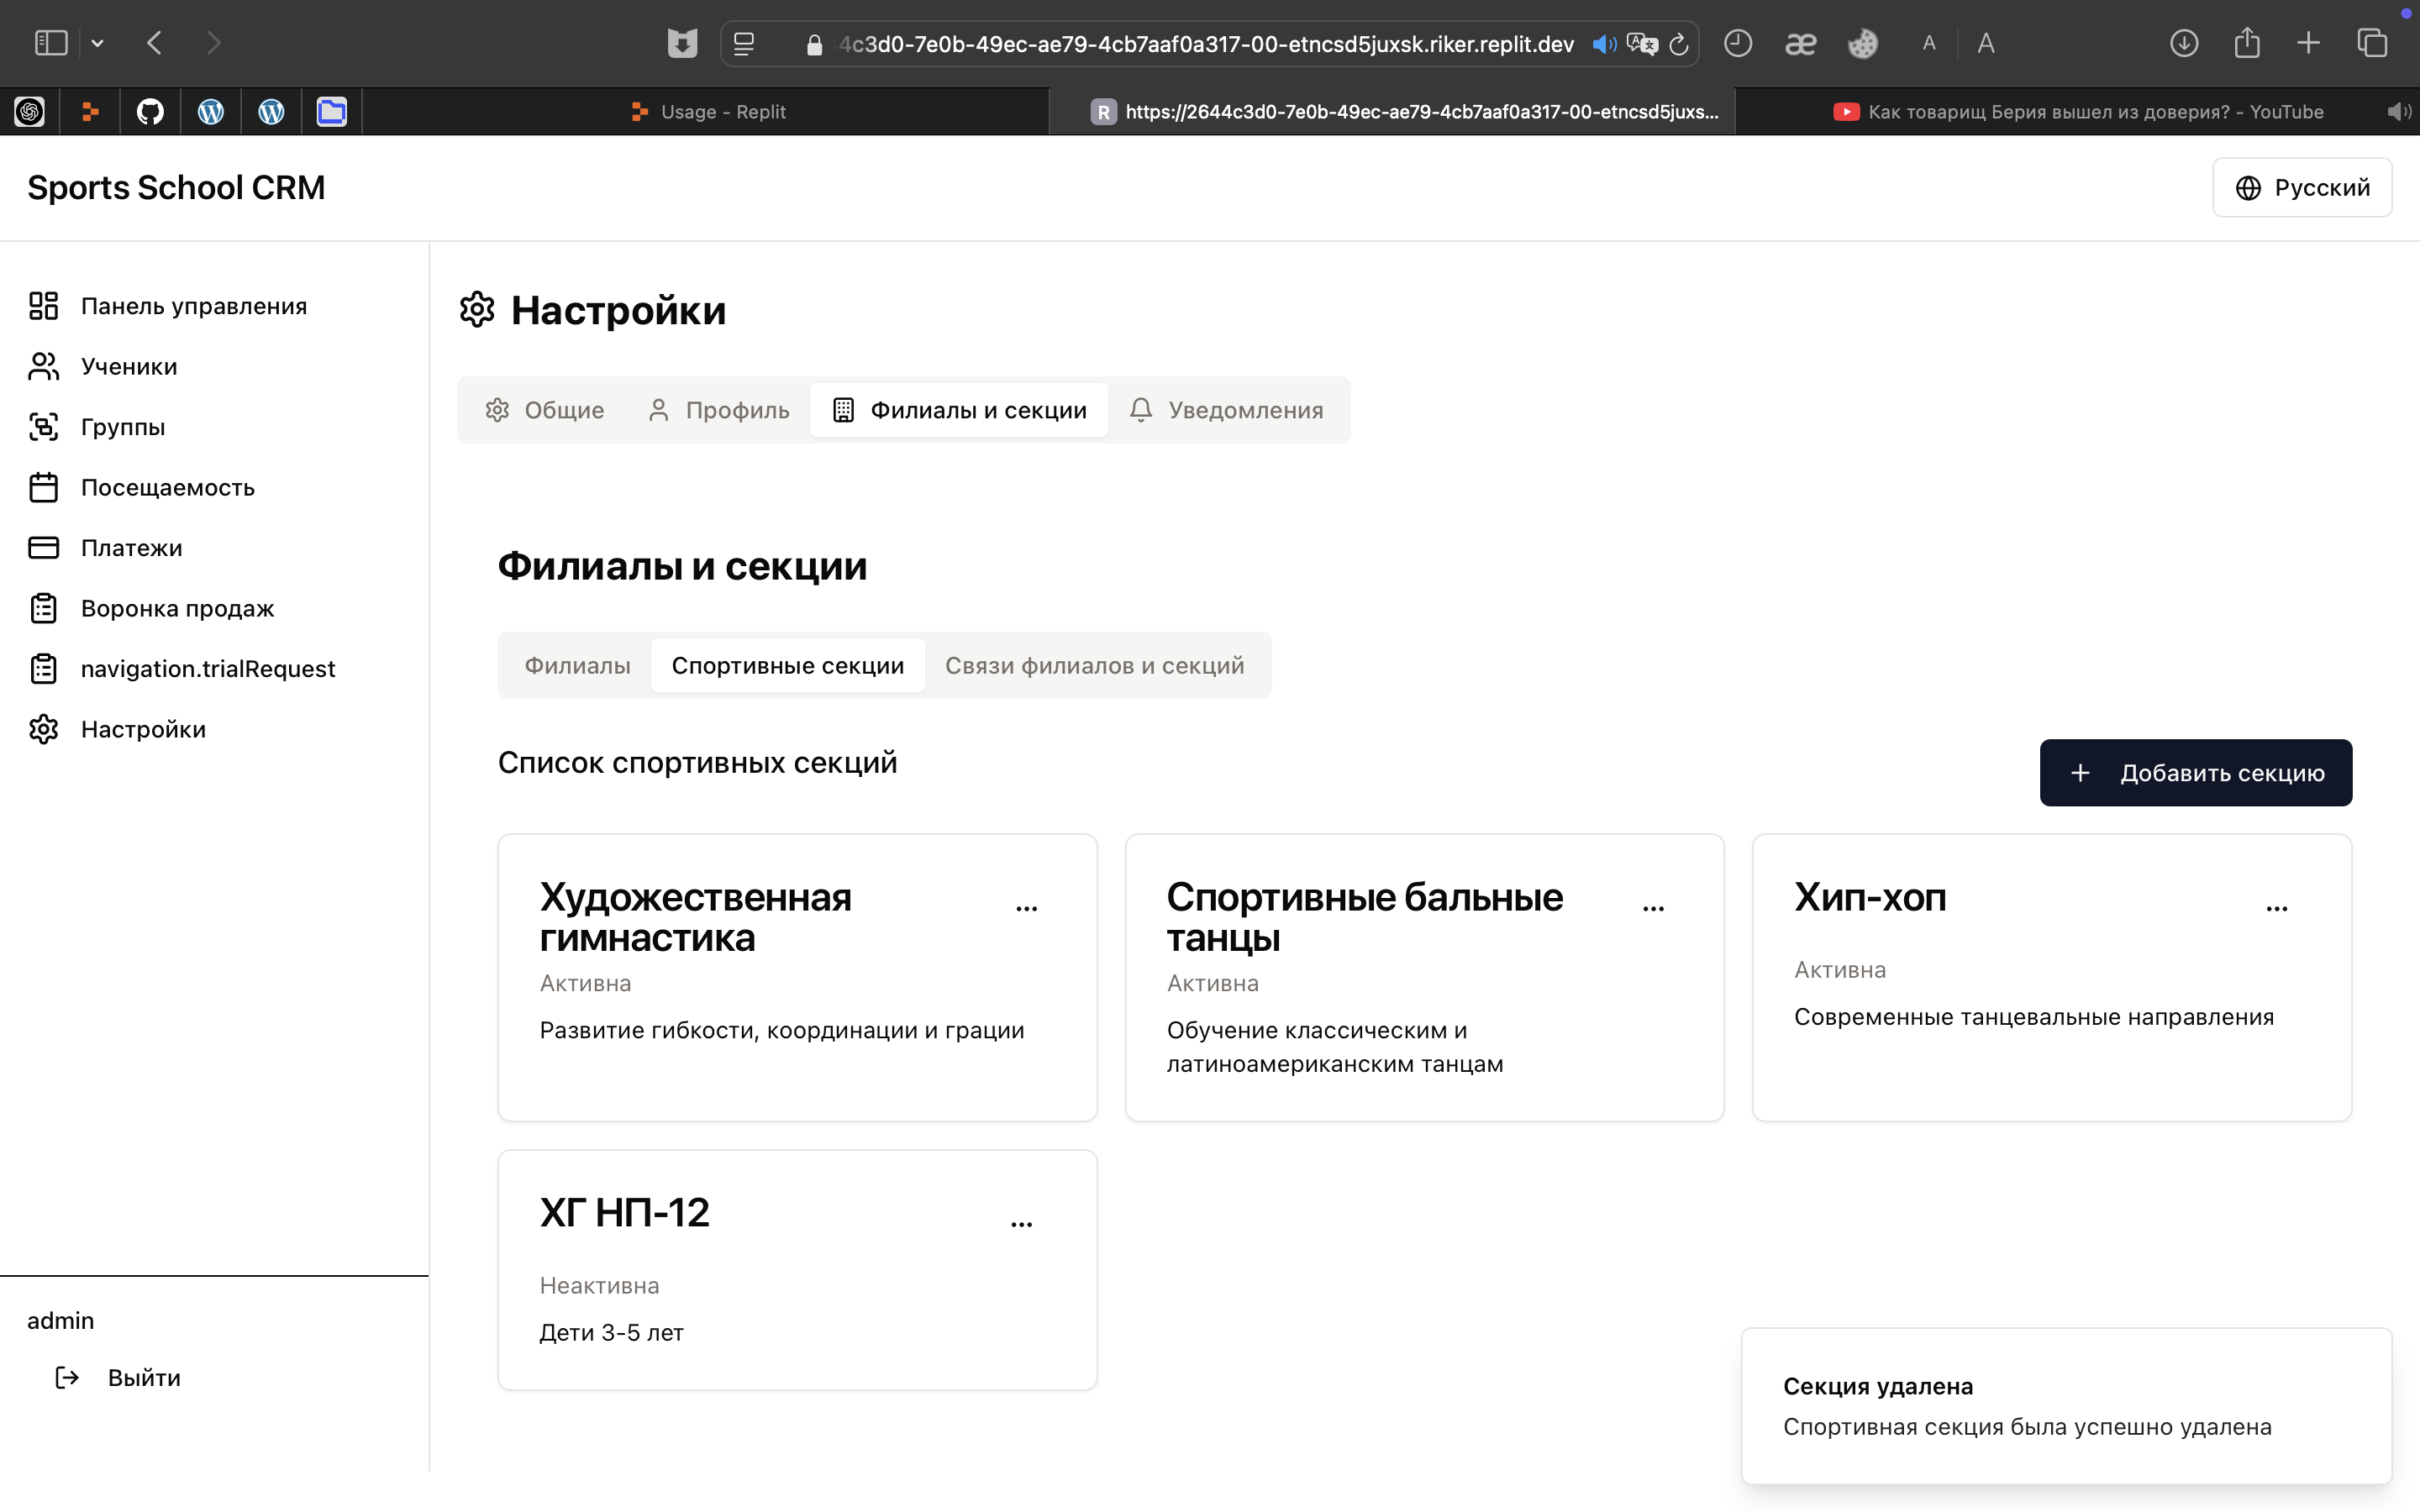 4c3d0-7e0b-49ec-ae79-4cb7aaf0a317-00-etncsd5juxsk.riker.replit.dev
æ
A
A
Usage - Replit
R
https://2644c3d0-7e0b-49ec-ae79-4cb7aaf0a317-00-etncsd5juxs...
Как товарищ Берия вышел из доверия? - YouTube
Sports School CRM
Русский
Панель управления
Ученики
Группы
Посещаемость
Платежи
Воронка продаж
navigation.trialRequest
Настройки
admin
Выйти
Настройки
Общие
Профиль
Филиалы и секции
Уведомления
Филиалы и секции
Филиалы
Спортивные секции
Связи филиалов и секций
Список спортивных секций
+ Добавить секцию
Художественная
гимнастика
...
Активна
Развитие гибкости, координации и грации
Спортивные бальные
танцы
...
Активна
Обучение классическим и
латиноамериканским танцам
Хип-хоп
...
Активна
Современные танцевальные направления
ХГ НП-12
...
Неактивна
Дети 3-5 лет
Секция удалена
Спортивная секция была успешно удалена